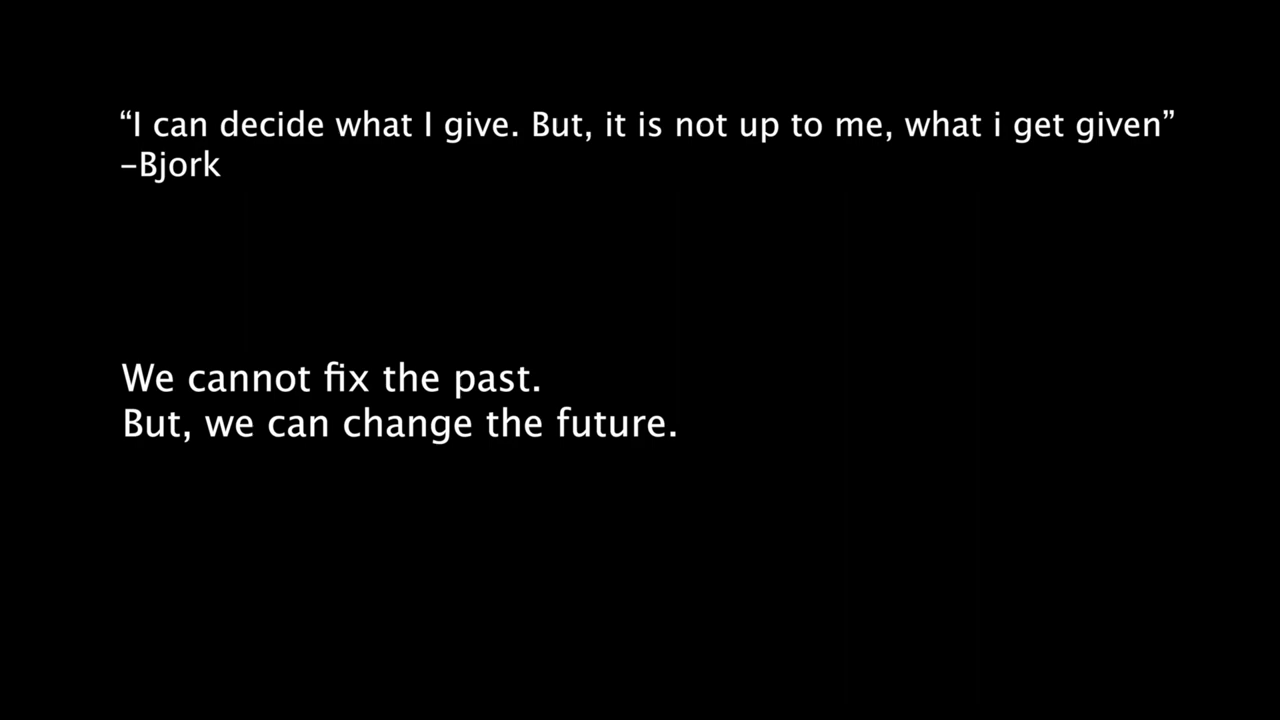 “I can decide what I give. But, it is not up to me, what i get given”
–Bjork
We cannot fix the past.
But, we can change the future.